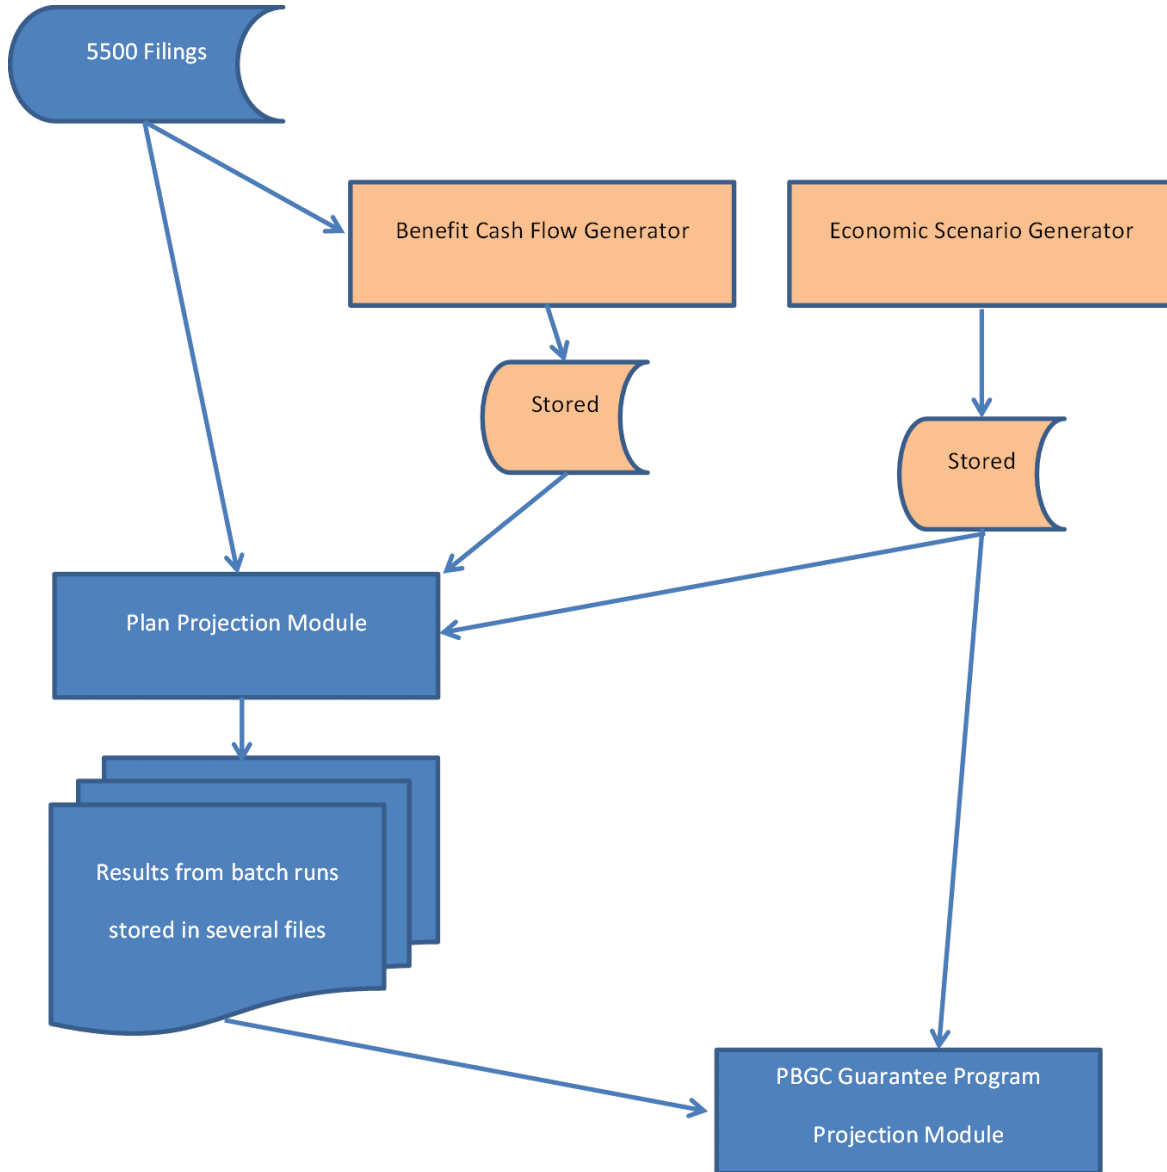 5500 Filings
Benefit Cash Flow Generator
Economic Scenario Generator
Stored
Stored
Plan Projection Module
Results from batch runs
stored in several files
PBGC Guarantee Program
Projection Module